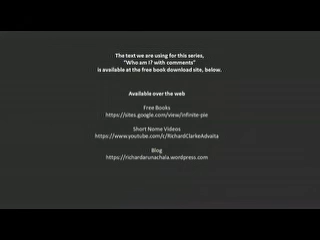 The text we are using for this series,
"Who am I? with comments"
is available at the free book download site, below.
Available over the web
Free Books
https://sites.google.com/view/infinite-pie
Short Nome Videos
https://www.youtube.com/c/RichardClarkeAdvaita
Blog
https://richardarunachala.wordpress.com